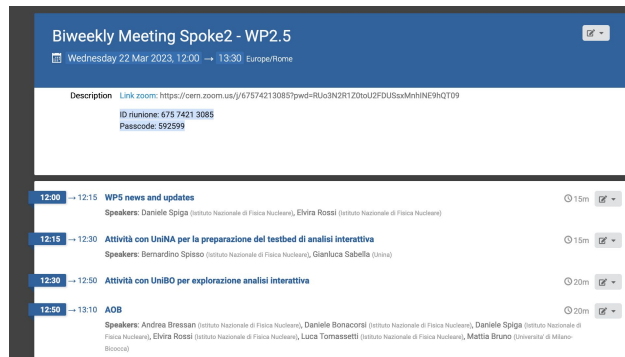 Biweekly Meeting Spoke2 - WP2.5
Wednesday 22 Mar 2023, 12:00 → 13:30 Europe/Rome
Description Link zoom: https://cern.zoom.us/j/67574213085?pwd=RUo3N2R1Z0toU2FDUSsxMnhINE9hQT09
ID riunione: 675 7421 3085
Passcode: 592599
12:00 → 12:15 WP5 news and updates 15m
Speakers: Daniele Spiga (Istituto Nazionale di Fisica Nucleare), Elvira Rossi (Istituto Nazionale di Fisica Nucleare)
12:15 → 12:30 Attività con UniNA per la preparazione del testbed di analisi interattiva 15m
Speakers: Bernardino Spisso (Istituto Nazionale di Fisica Nucleare), Gianluca Sabella (Unina)
12:30 → 12:50 Attività con UniBO per explorazione analisi interattiva 20m
12:50 → 13:10 AOB 20m
Speakers: Andrea Bressan (Istituto Nazionale di Fisica Nucleare), Daniele Bonacorsi (Istituto Nazionale di Fisica Nucleare), Daniele Spiga (Istituto Nazionale di
Fisica Nucleare), Elvira Rossi (Istituto Nazionale di Fisica Nucleare), Luca Tomassetti (Istituto Nazionale di Fisica Nucleare), Mattia Bruno (Universita' di Milano-
Bicocca)